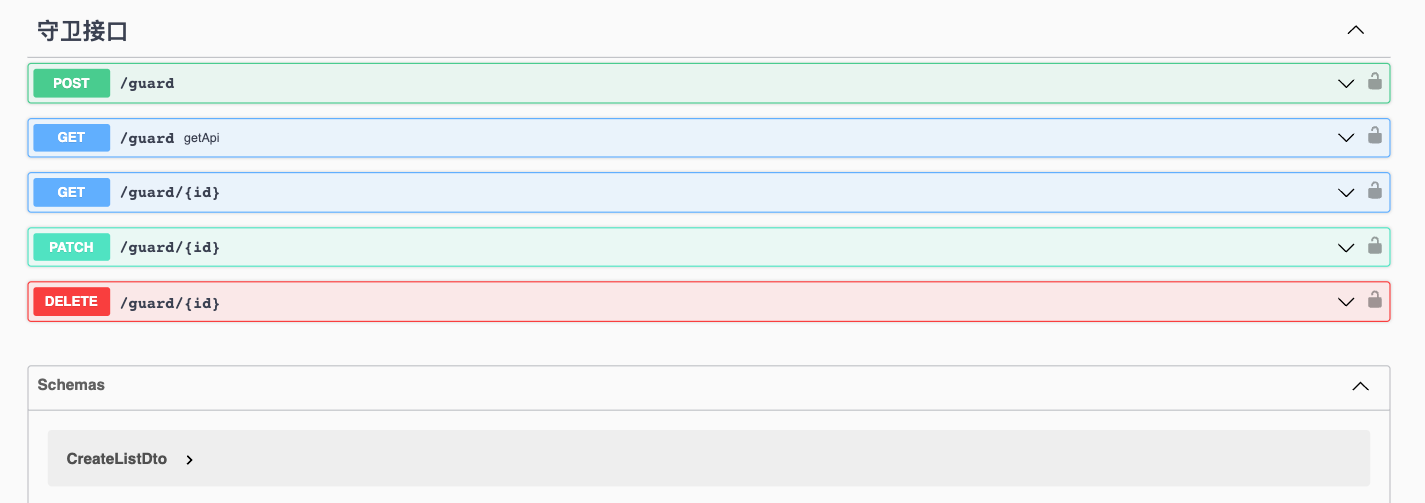 守卫接口
POST /guard
GET /guard getApi
GET /guard/{id}
PATCH /guard/{id}
DELETE /guard/{id}
Schemas
CreateListDto